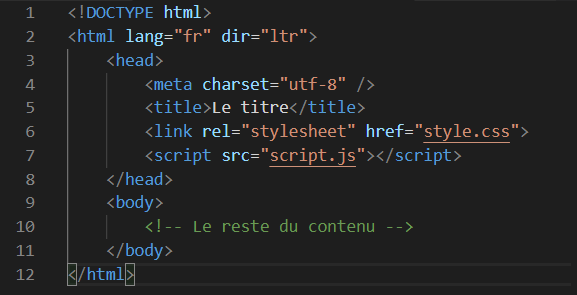 1 <!DOCTYPE html>
2 <html lang="fr" dir="ltr">
3     <head>
4         <meta charset="utf-8" />
5         <title>Le titre</title>
6         <link rel="stylesheet" href="style.css">
7         <script src="script.js"></script>
8     </head>
9     <body>
10         <!-- Le reste du contenu -->
11     </body>
12 </html>